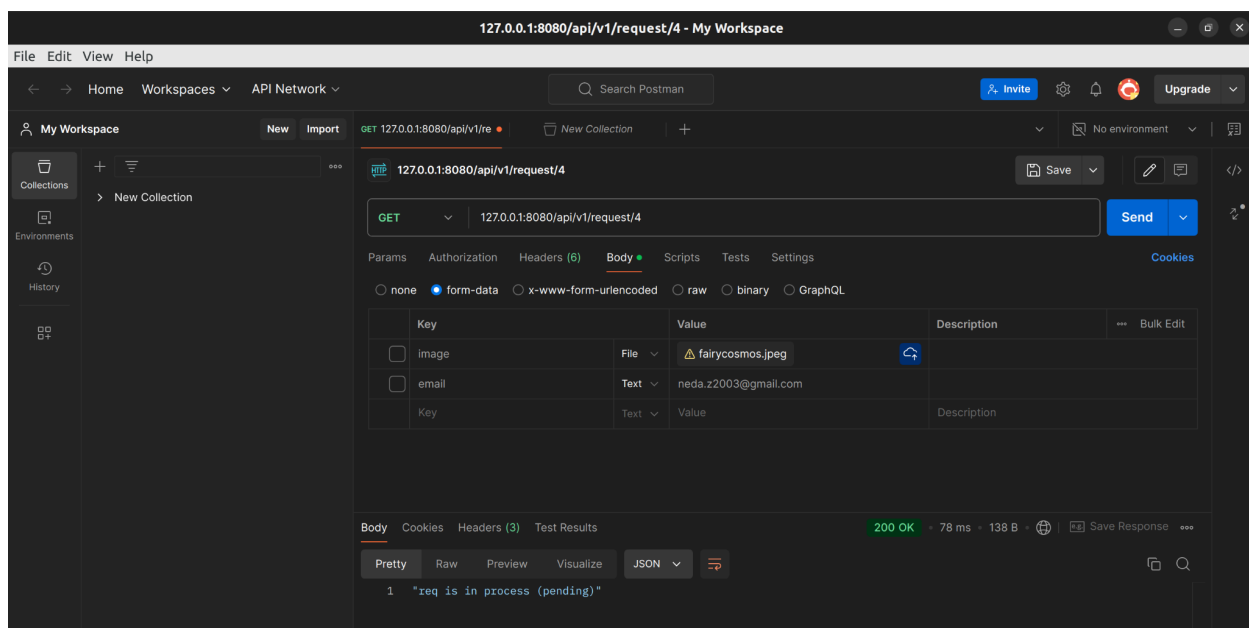 127.0.0.1:8080/api/v1/request/4 - My Workspace
File Edit View Help
Home Workspaces API Network Search Postman Invite Upgrade
My Workspace New Import GET 127.0.0.1:8080/api/v1/re New Collection No environment
Collections
New Collection
Environments
History
HTTP 127.0.0.1:8080/api/v1/request/4 Save
GET 127.0.0.1:8080/api/v1/request/4 Send
Params Authorization Headers (6) Body Scripts Tests Settings Cookies
none form-data x-www-form-urlencoded raw binary GraphQL
Key Value Description Bulk Edit
image File fairycosmos.jpeg
email Text neda.z2003@gmail.com
Key Text Value Description
Body Cookies Headers (3) Test Results 200 OK 78 ms 138 B e.g. Save Response
Pretty Raw Preview Visualize JSON
1 "req is in process (pending)"